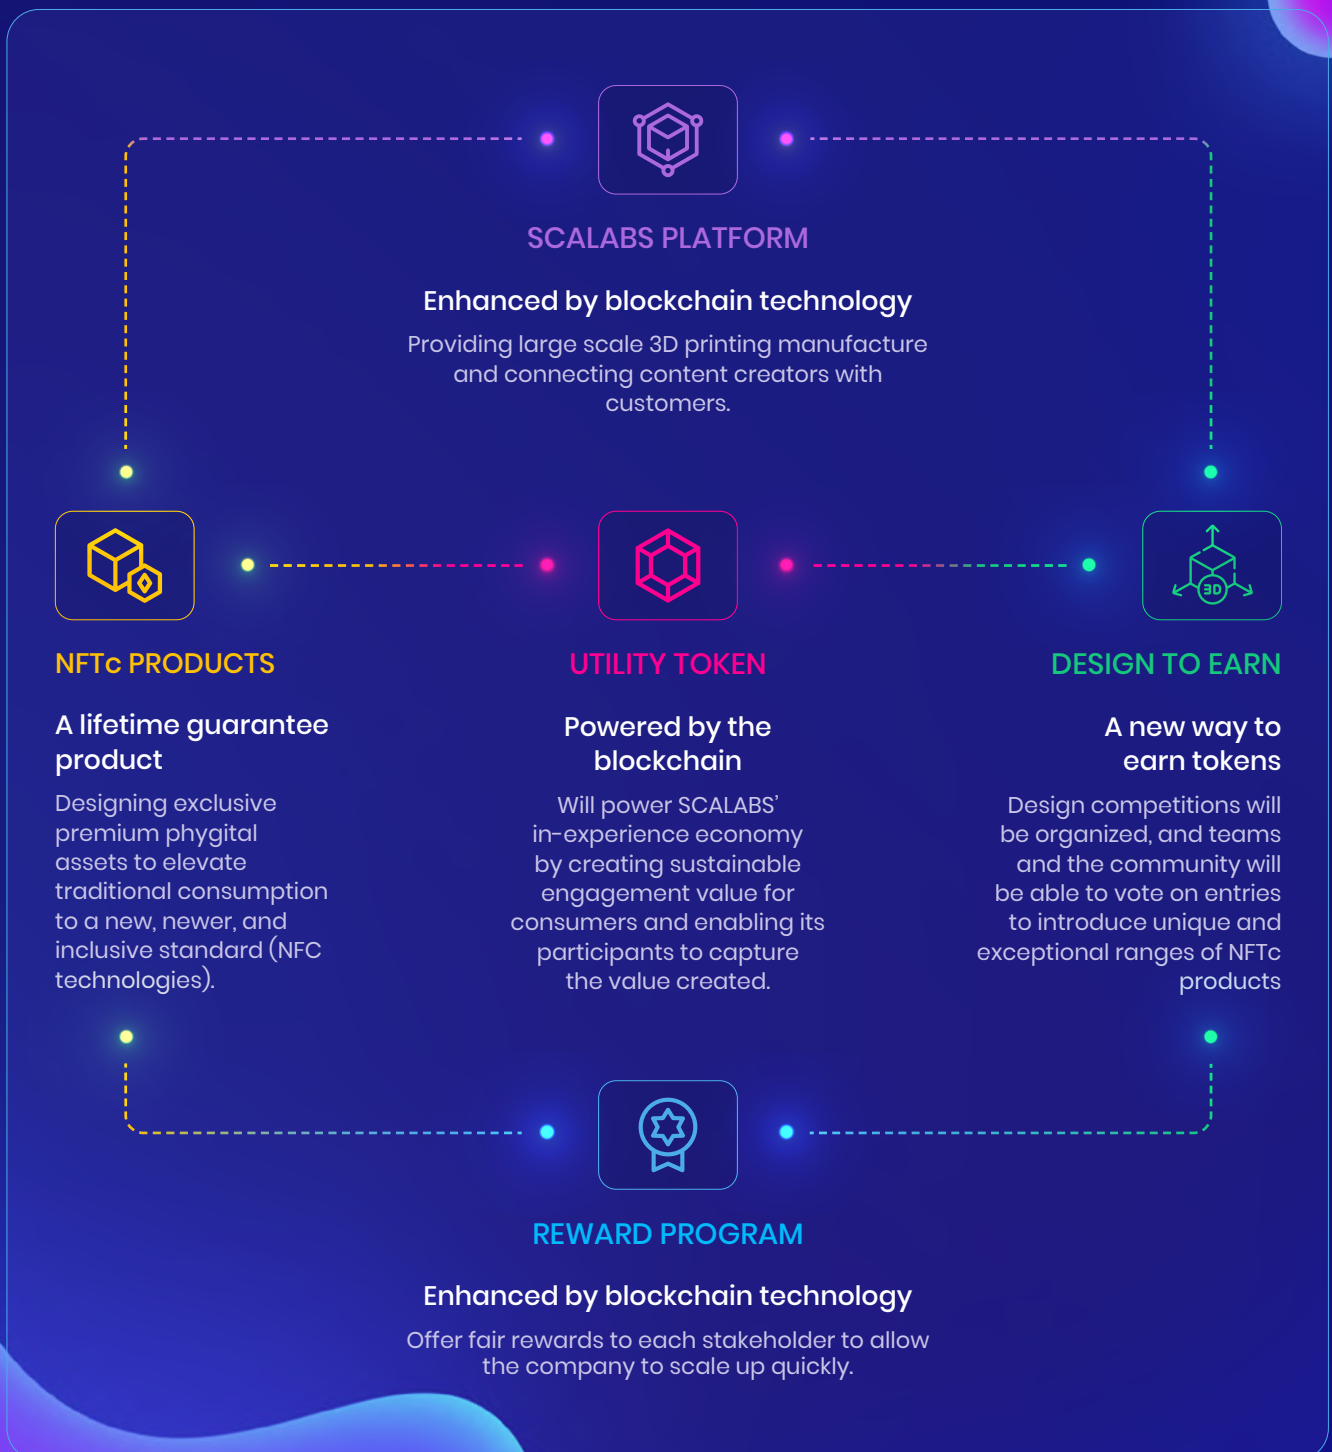 SCALABS PLATFORM
Enhanced by blockchain technology
Providing large scale 3D printing manufacture
and connecting content creators with
customers.
NFTc PRODUCTS
A lifetime guarantee
product
Designing exclusive
premium phygital
assets to elevate
traditional consumption
to a new, newer, and
inclusive standard (NFC
technologies).
UTILITY TOKEN
Powered by the
blockchain
Will power SCALABS’
in-experience economy
by creating sustainable
engagement value for
consumers and enabling its
participants to capture
the value created.
3D
DESIGN TO EARN
A new way to
earn tokens
Design competitions will
be organized, and teams
and the community will
be able to vote on entries
to introduce unique and
exceptional ranges of NFTc
products
REWARD PROGRAM
Enhanced by blockchain technology
Offer fair rewards to each stakeholder to allow
the company to scale up quickly.